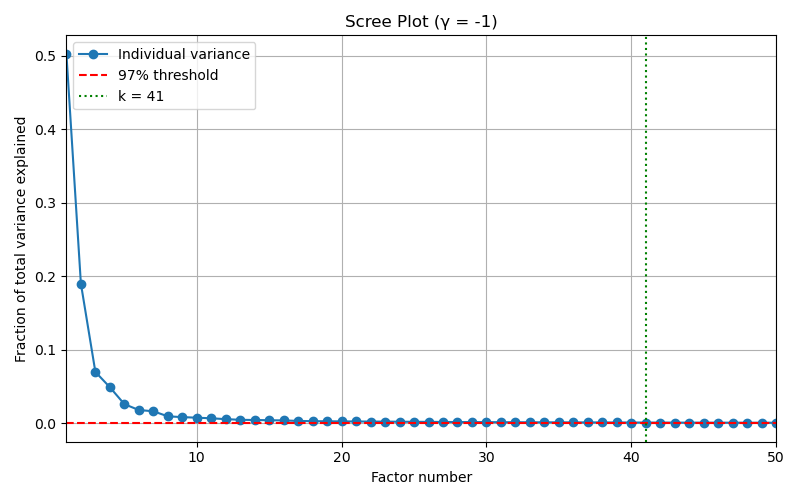 Scree Plot (γ = -1)
Fraction of total variance explained
0.5
0.4
0.3
0.2
0.1
0.0
Individual variance
97% threshold
k = 41
10 20 30 40 50
Factor number